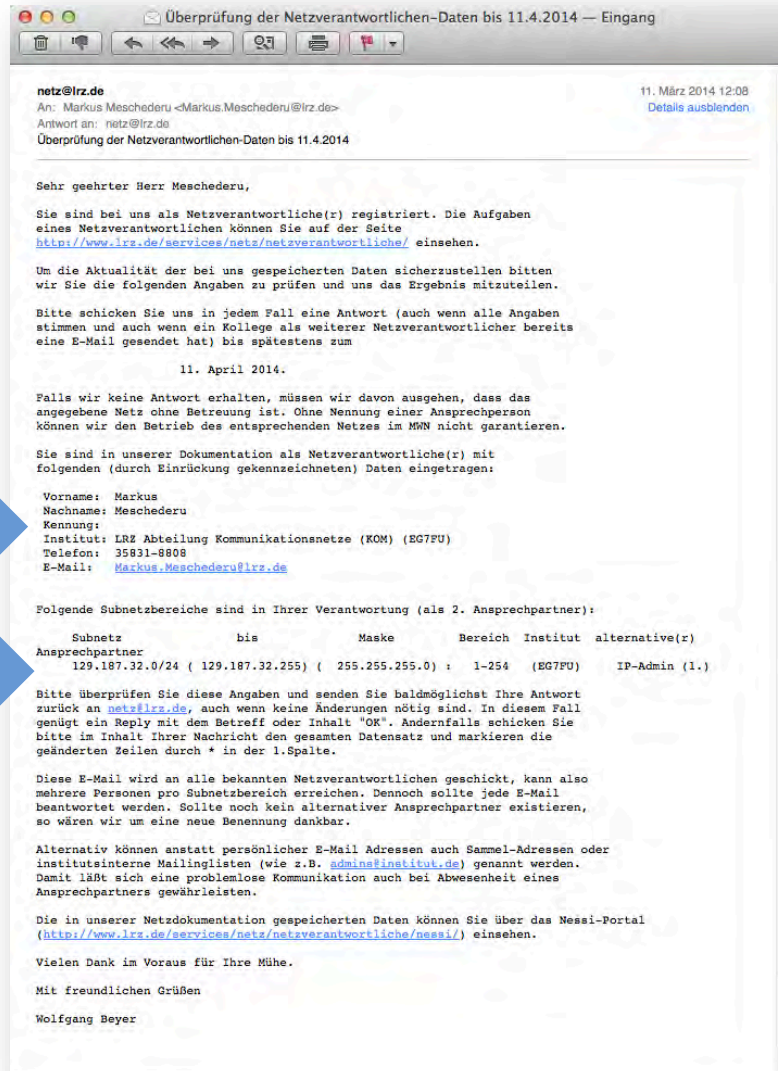 Überprüfung der Netzverantwortlichen-Daten bis 11.4.2014 — Eingang
netz@lrz.de
11. März 2014 12:08
An: Markus Meschederu <Markus.Meschederu@lrz.de>
Details ausblenden
Antwort an: netz@lrz.de
Überprüfung der Netzverantwortlichen-Daten bis 11.4.2014
Sehr geehrter Herr Meschederu,
Sie sind bei uns als Netzverantwortliche(r) registriert. Die Aufgaben
eines Netzverantwortlichen können Sie auf der Seite
http://www.lrz.de/services/netz/netzverantwortliche/ einsehen.
Um die Aktualität der bei uns gespeicherten Daten sicherzustellen bitten
wir Sie die folgenden Angaben zu prüfen und uns das Ergebnis mitzuteilen.
Bitte schicken Sie uns in jedem Fall eine Antwort (auch wenn alle Angaben
stimmen und auch wenn ein Kollege als weiterer Netzverantwortlicher bereits
eine E-Mail gesendet hat) bis spätestens zum
11. April 2014.
Falls wir keine Antwort erhalten, müssen wir davon ausgehen, dass das
angegebene Netz ohne Betreuung ist. Ohne Nennung einer Ansprechperson
können wir den Betrieb des entsprechenden Netzes im MWN nicht garantieren.
Sie sind in unserer Dokumentation als Netzverantwortliche(r) mit
folgenden (durch Einrückung gekennzeichneten) Daten eingetragen:
Vorname: Markus
Nachname: Meschederu
Kennung:
Institut: LRZ Abteilung Kommunikationsnetze (KOM) (EG7FU)
Telefon: 35831-8808
E-Mail: Markus.Meschederu@lrz.de
Folgende Subnetzbereiche sind in Ihrer Verantwortung (als 2. Ansprechpartner):
Subnetz bis Maske Bereich Institut alternative(r)
Ansprechpartner
129.187.32.0/24 ( 129.187.32.255) ( 255.255.255.0) : 1-254 (EG7FU) IP-Admin (1.)
Bitte überprüfen Sie diese Angaben und senden Sie baldmöglichst Ihre Antwort
zurück an netz@lrz.de, auch wenn keine Änderungen nötig sind. In diesem Fall
genügt ein Reply mit dem Betreff oder Inhalt "OK". Andernfalls schicken Sie
bitte im Inhalt Ihrer Nachricht den gesamten Datensatz und markieren die
geänderten Zeilen durch * in der 1.Spalte.
Diese E-Mail wird an alle bekannten Netzverantwortlichen geschickt, kann also
mehrere Personen pro Subnetzbereich erreichen. Dennoch sollte jede E-Mail
beantwortet werden. Sollte noch kein alternativer Ansprechpartner existieren,
so wären wir um eine neue Benennung dankbar.
Alternativ können anstatt persönlicher E-Mail Adressen auch Sammel-Adressen oder
institutsinterne Mailinglisten (wie z.B. admins@institut.de) genannt werden.
Damit läßt sich eine problemlose Kommunikation auch bei Abwesenheit eines
Ansprechpartners gewährleisten.
Die in unserer Netzdokumentation gespeicherten Daten können Sie über das Nessi-Portal
(http://www.lrz.de/services/netz/netzverantwortliche/nessi/) einsehen.
Vielen Dank im Voraus für Ihre Mühe.
Mit freundlichen Grüßen
Wolfgang Beyer